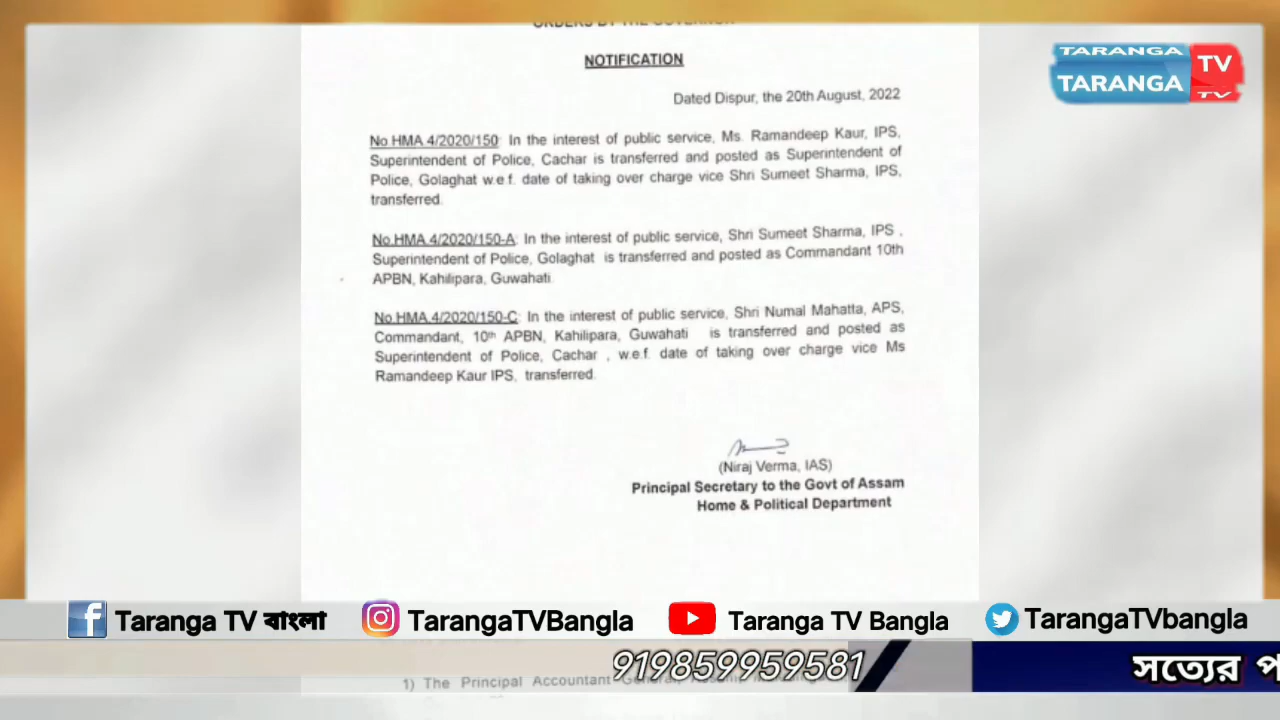 ORDERS BY THE GOVERNOR
NOTIFICATION
Dated Dispur, the 20th August, 2022
No.HMA.4/2020/150: In the interest of public service, Ms. Ramandeep Kaur, IPS,
Superintendent of Police, Cachar is transferred and posted as Superintendent of
Police, Golaghat w.e.f. date of taking over charge vice Shri Sumeet Sharma, IPS,
transferred.
No.HMA.4/2020/150-A: In the interest of public service, Shri Sumeet Sharma, IPS ,
Superintendent of Police, Golaghat is transferred and posted as Commandant 10th
APBN, Kahilipara, Guwahati.
No.HMA.4/2020/150-C: In the interest of public service, Shri Numal Mahatta, APS,
Commandant, 10th APBN, Kahilipara, Guwahati is transferred and posted as
Superintendent of Police, Cachar , w.e.f. date of taking over charge vice Ms
Ramandeep Kaur IPS, transferred.
(Niraj Verma, IAS)
Principal Secretary to the Govt of Assam
Home & Political Department
TARANGA
TARANGA
TV
TV
Taranga TV বাংলা
TarangaTVBangla
Taranga TV Bangla
TarangaTVbangla
919859959581
সত্যের
1) The Principal Accountant General,